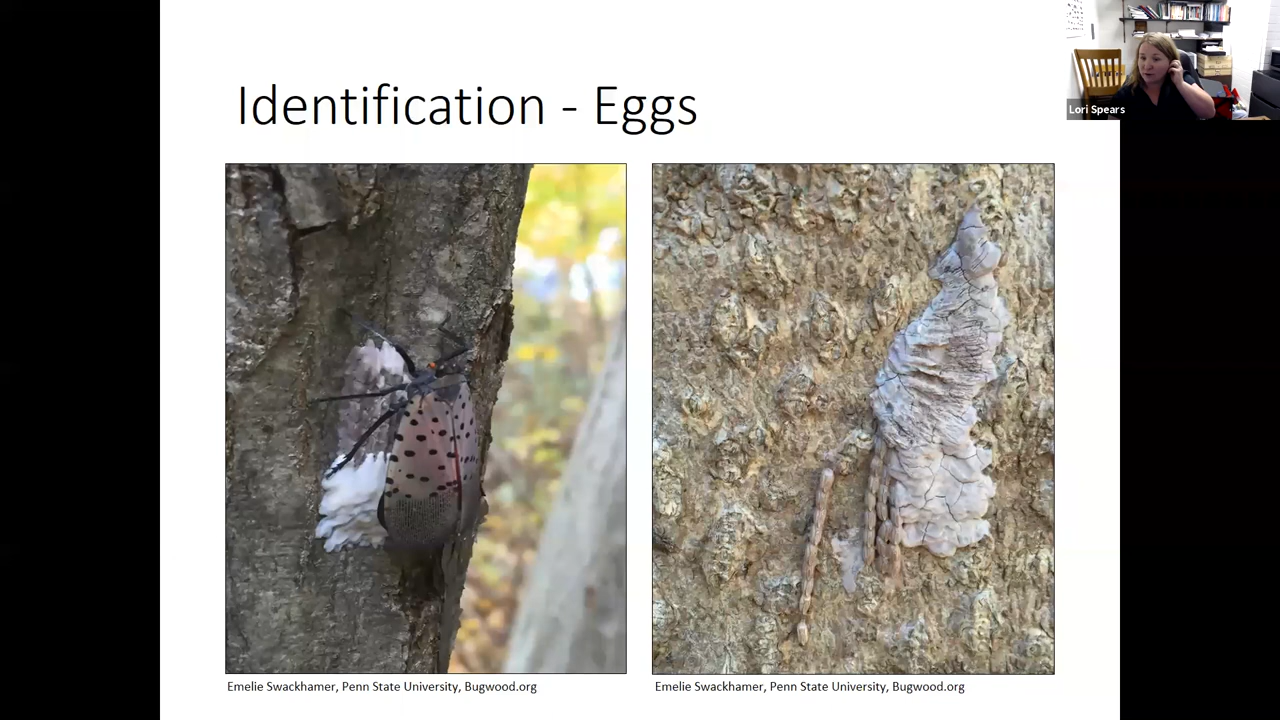 Identification - Eggs
Lori Spears
Emelie Swackhamer, Penn State University, Bugwood.org
Emelie Swackhamer, Penn State University, Bugwood.org